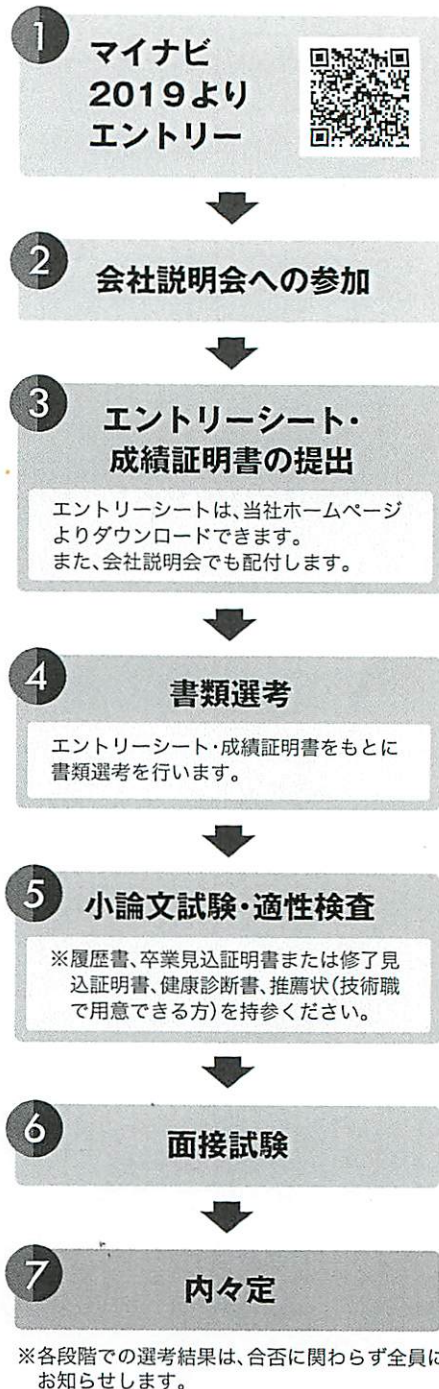 1
マイナビ
2019より
エントリー
2
会社説明会への参加
3
エントリーシート・
成績証明書の提出
エントリーシートは、当社ホームページ
よりダウンロードできます。
また、会社説明会でも配付します。
4
書類選考
エントリーシート・成績証明書をもとに
書類選考を行います。
5
小論文試験・適性検査
※履歴書、卒業見込証明書または修了見
込証明書、健康診断書、推薦状(技術職
で用意できる方)を持参ください。
6
面接試験
7
内々定
※各段階での選考結果は、合否に関わらず全員に
お知らせします。